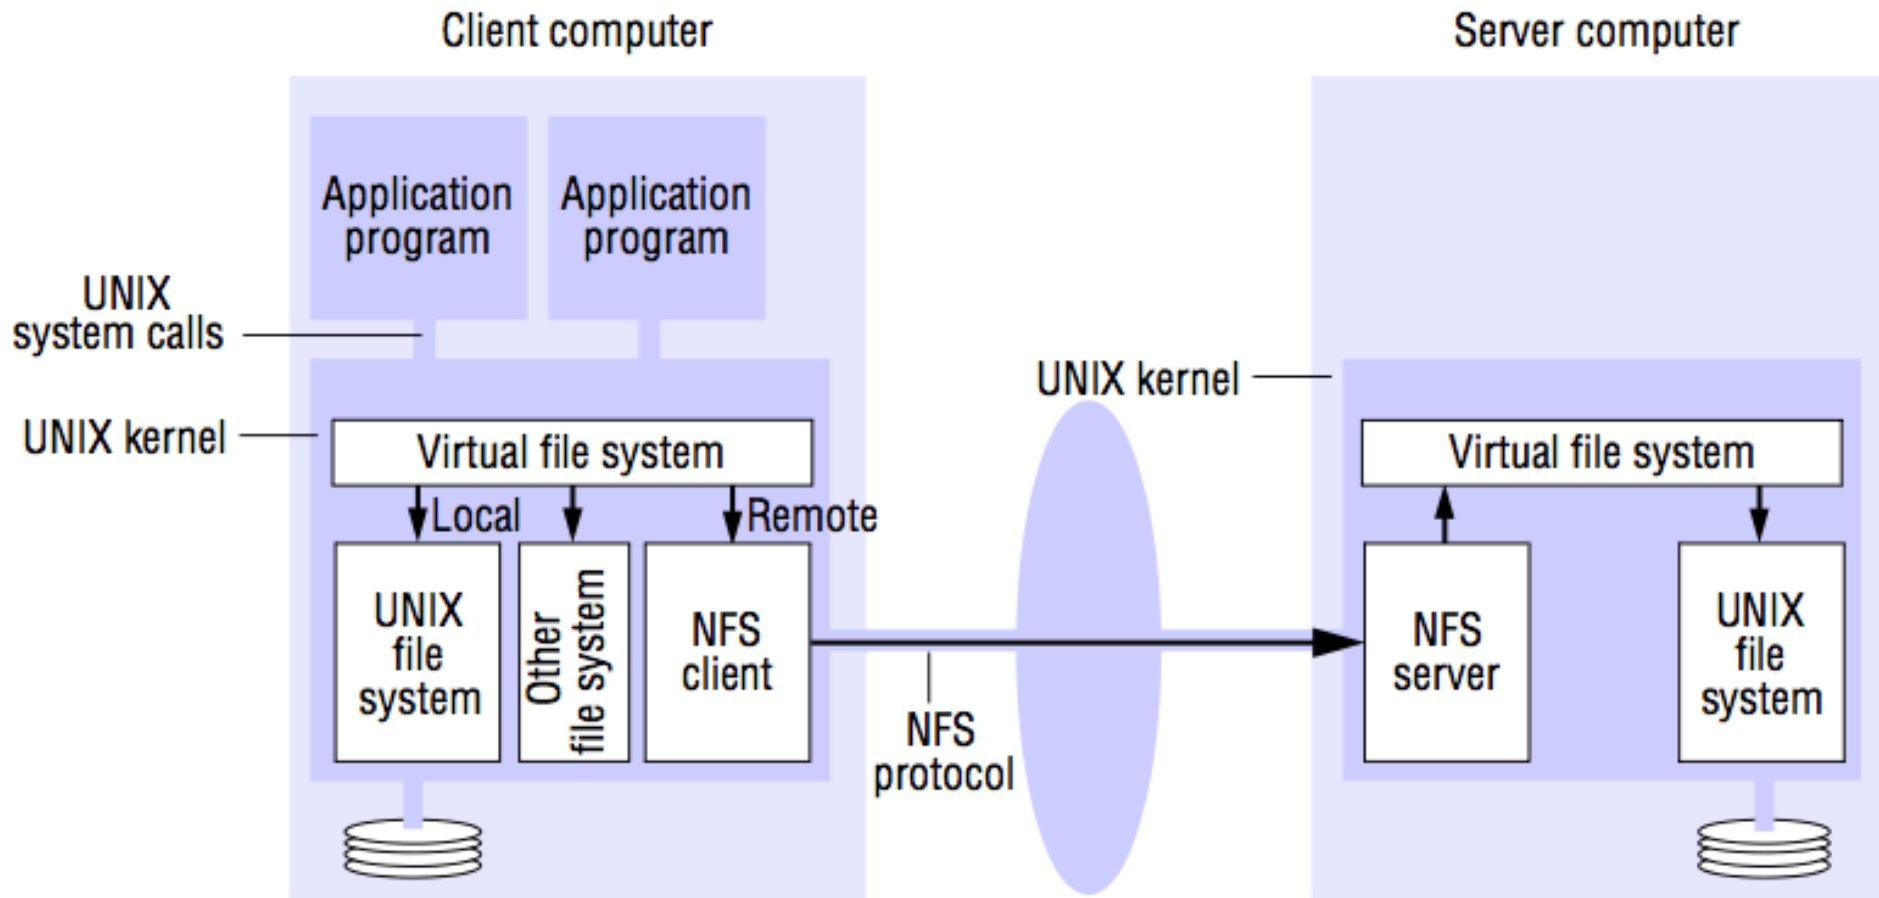 Client computer
Server computer
Application
program
Application
program
UNIX
system calls
UNIX kernel
Virtual file system
Local
Remote
UNIX
file
system
Other
file system
NFS
client
NFS
protocol
UNIX kernel
Virtual file system
NFS
server
UNIX
file
system